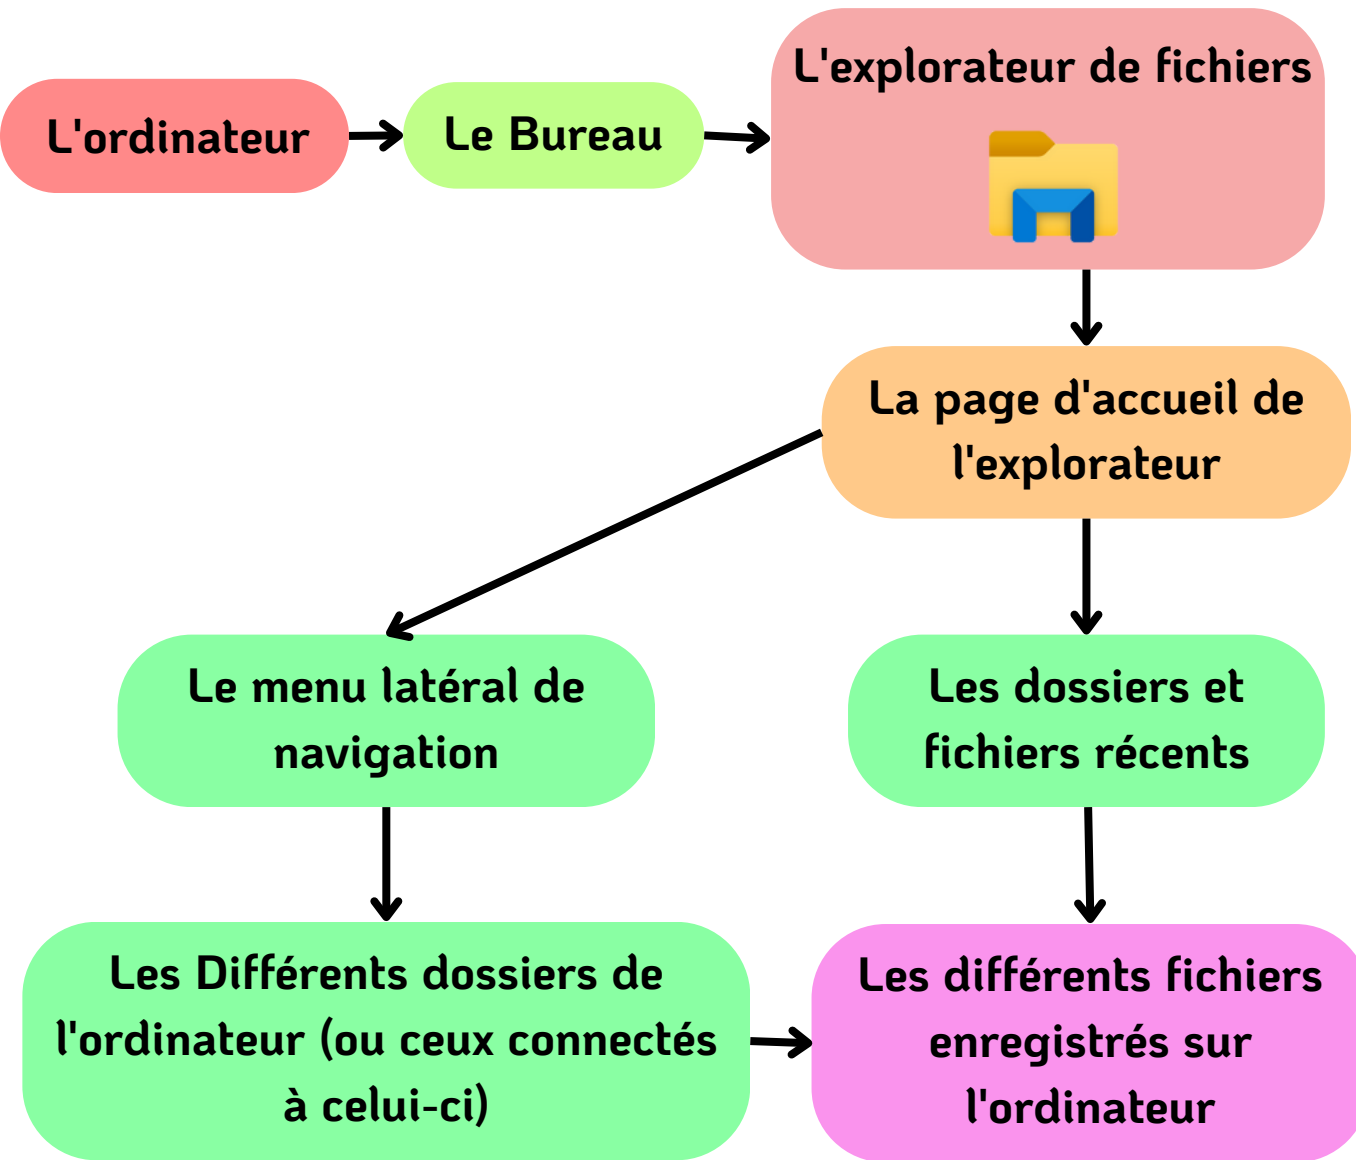 L'ordinateur
Le Bureau
L'explorateur de fichiers
La page d'accueil de
l'explorateur
Le menu latéral de
navigation
Les dossiers et
fichiers récents
Les Différents dossiers de
l'ordinateur (ou ceux connectés
à celui-ci)
Les différents fichiers
enregistrés sur
l'ordinateur